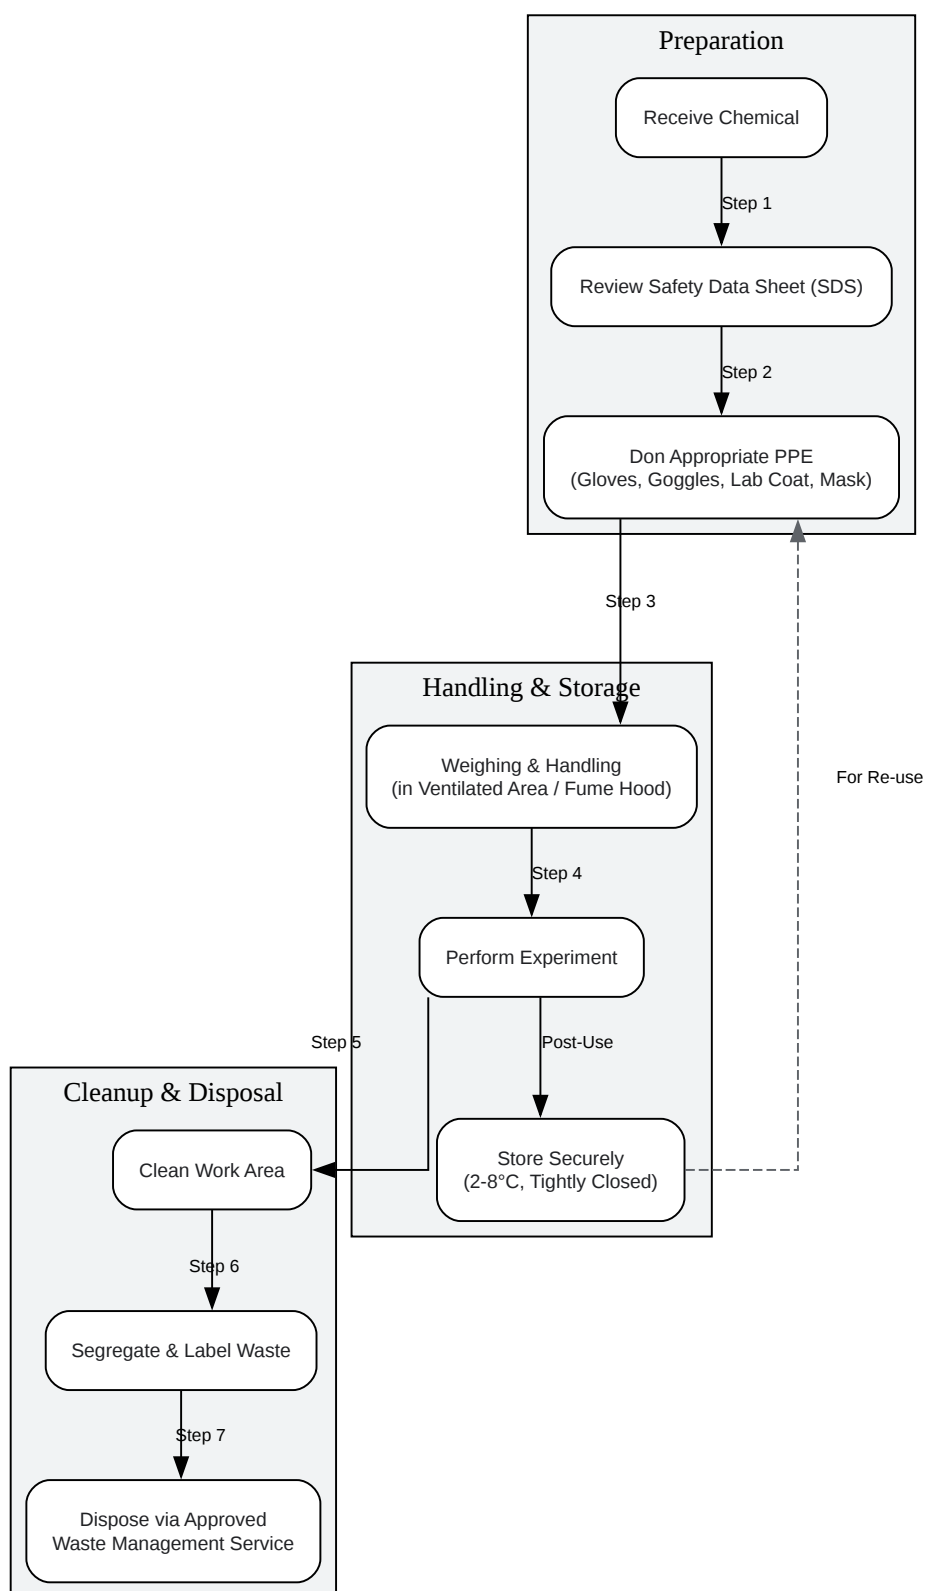 Preparation
Receive Chemical
Step 1
Review Safety Data Sheet (SDS)
Step 2
Don Appropriate PPE
(Gloves, Goggles, Lab Coat, Mask)
Step 3
Handling & Storage
Weighing & Handling
(in Ventilated Area / Fume Hood)
For Re-use
Step 4
Perform Experiment
Step 5
Post-Use
Cleanup & Disposal
Clean Work Area
Store Securely
(2-8°C, Tightly Closed)
Step 6
Segregate & Label Waste
Step 7
Dispose via Approved
Waste Management Service